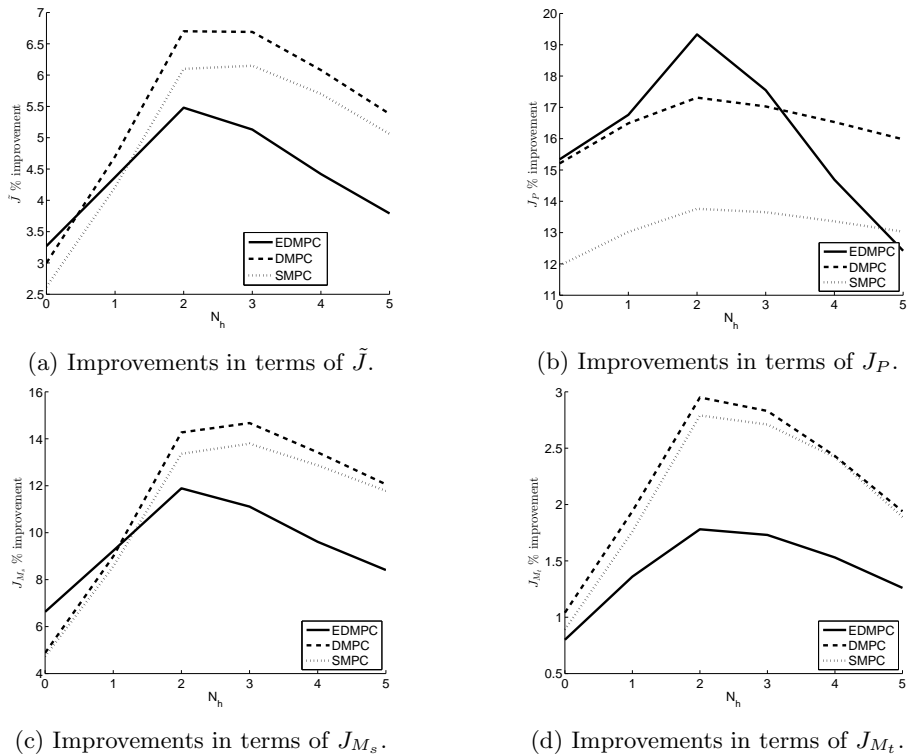 7
6.5
6
5.5
5
4.5
4
3.5
3
2.5
J̃ % improvement
0 1 2 3 4 5
N_h
EDMPC
DMPC
SMPC
(a) Improvements in terms of J̃.
20
19
18
17
16
15
14
13
12
11
J_P % improvement
0 1 2 3 4 5
N_h
EDMPC
DMPC
SMPC
(b) Improvements in terms of J_P.
16
14
12
10
8
6
4
J_{M_s} % improvement
0 1 2 3 4 5
N_h
EDMPC
DMPC
SMPC
(c) Improvements in terms of J_{M_s}.
3
2.5
2
1.5
1
0.5
J_{M_t} % improvement
0 1 2 3 4 5
N_h
EDMPC
DMPC
SMPC
(d) Improvements in terms of J_{M_t}.